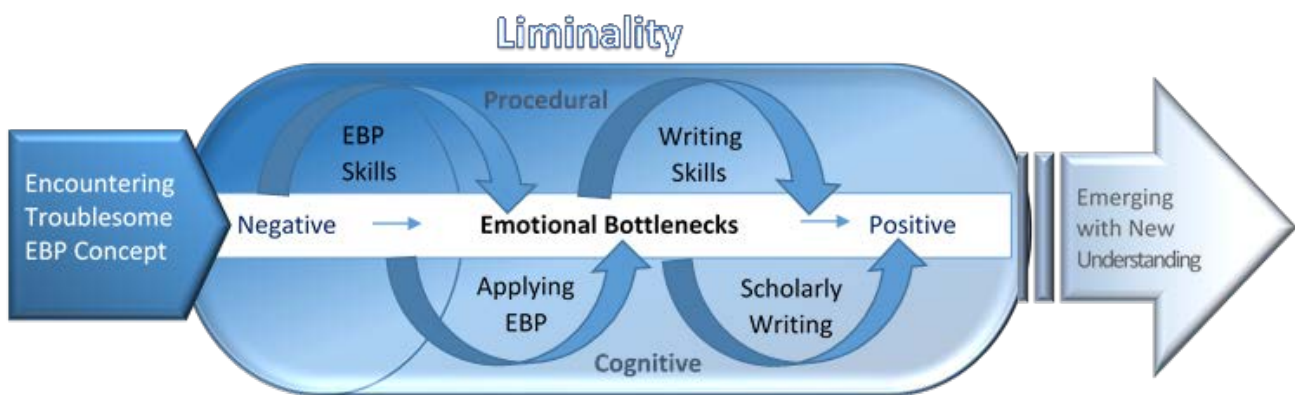 Liminality
Procedural
EBP
Skills
Writing
Skills
Encountering
Troublesome
EBP Concept
Negative
Emotional Bottlenecks
Positive
Emerging
with New
Understanding
Applying
EBP
Scholarly
Writing
Cognitive